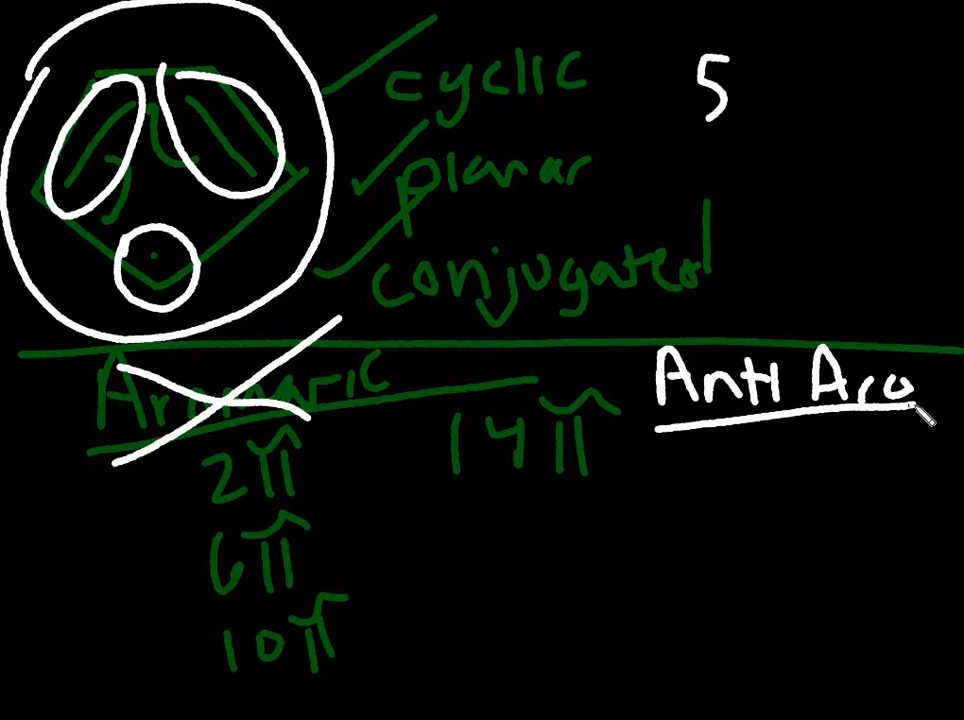 cyclic
5
planar
conjugated
Aromatic
Anti Aro
2π
14π
6π
10π